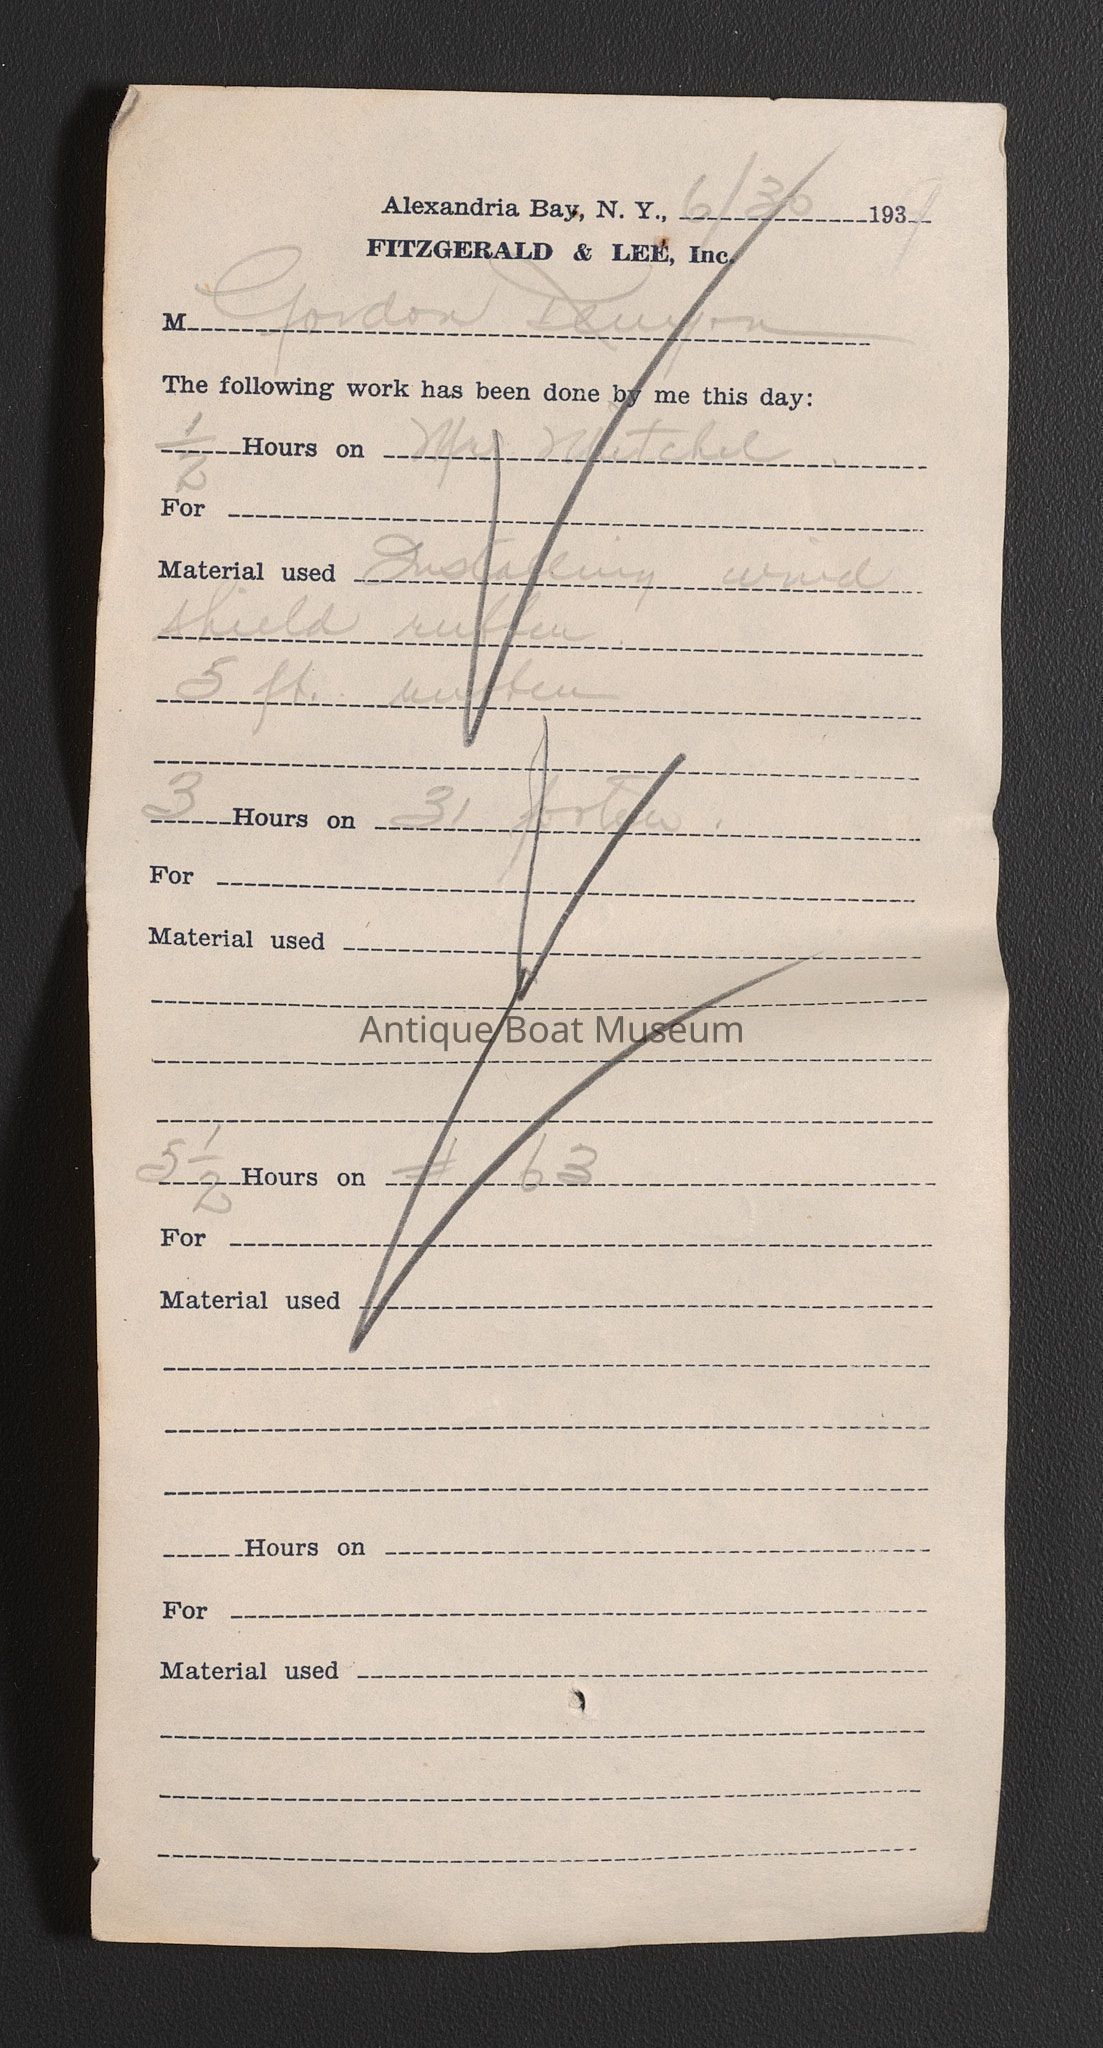 Alexandria Bay, N. Y., 6/30 1939
FITZGERALD & LEE, Inc.
M Gordon Kenyon
The following work has been done by me this day:
1/2 Hours on Mr Mitchel.
For
Material used Installing wind
shield rubber.
5 ft. rubber
3 Hours on 31 footer.
For
Material used
Antique Boat Museum
5 1/2 Hours on # 63
For
Material used
Hours on
For
Material used